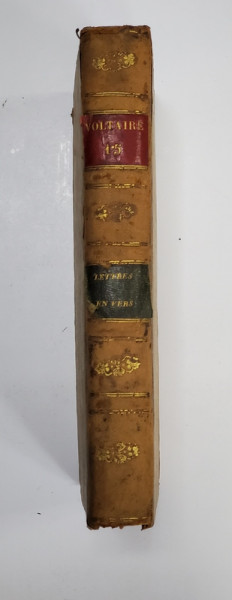 VOLTAIRE
15
LETTRES
EN VERS